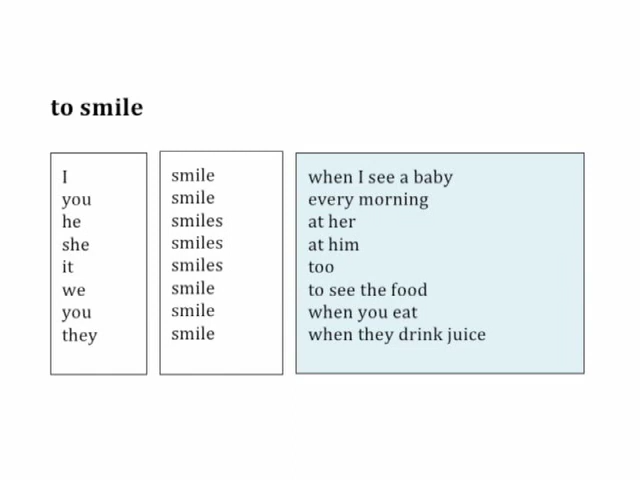 to smile
I smile when I see a baby
you smile every morning
he smiles at her
she smiles at him
it smiles too
we smile to see the food
you smile when you eat
they smile when they drink juice